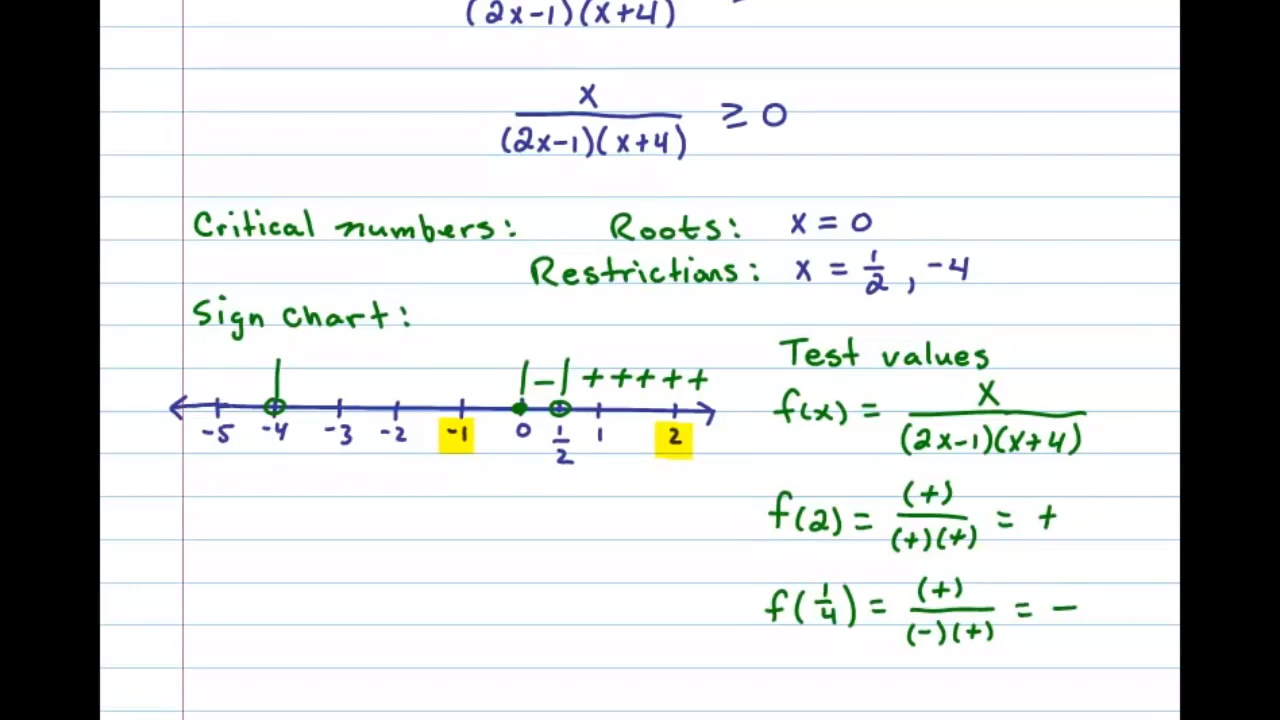 (2x-1)(x+4)
x
(2x-1)(x+4) ≥ 0
Critical numbers: Roots: x = 0
Restrictions: x = 1/2, -4
Sign chart:
Test values
| | - | + + + + +
-5 -4 -3 -2 -1 0 1/2 1 2
f(x) = x/((2x-1)(x+4))
f(2) = (+)/((+)(+)) = +
f(1/4) = (+)/((-)(+)) = -